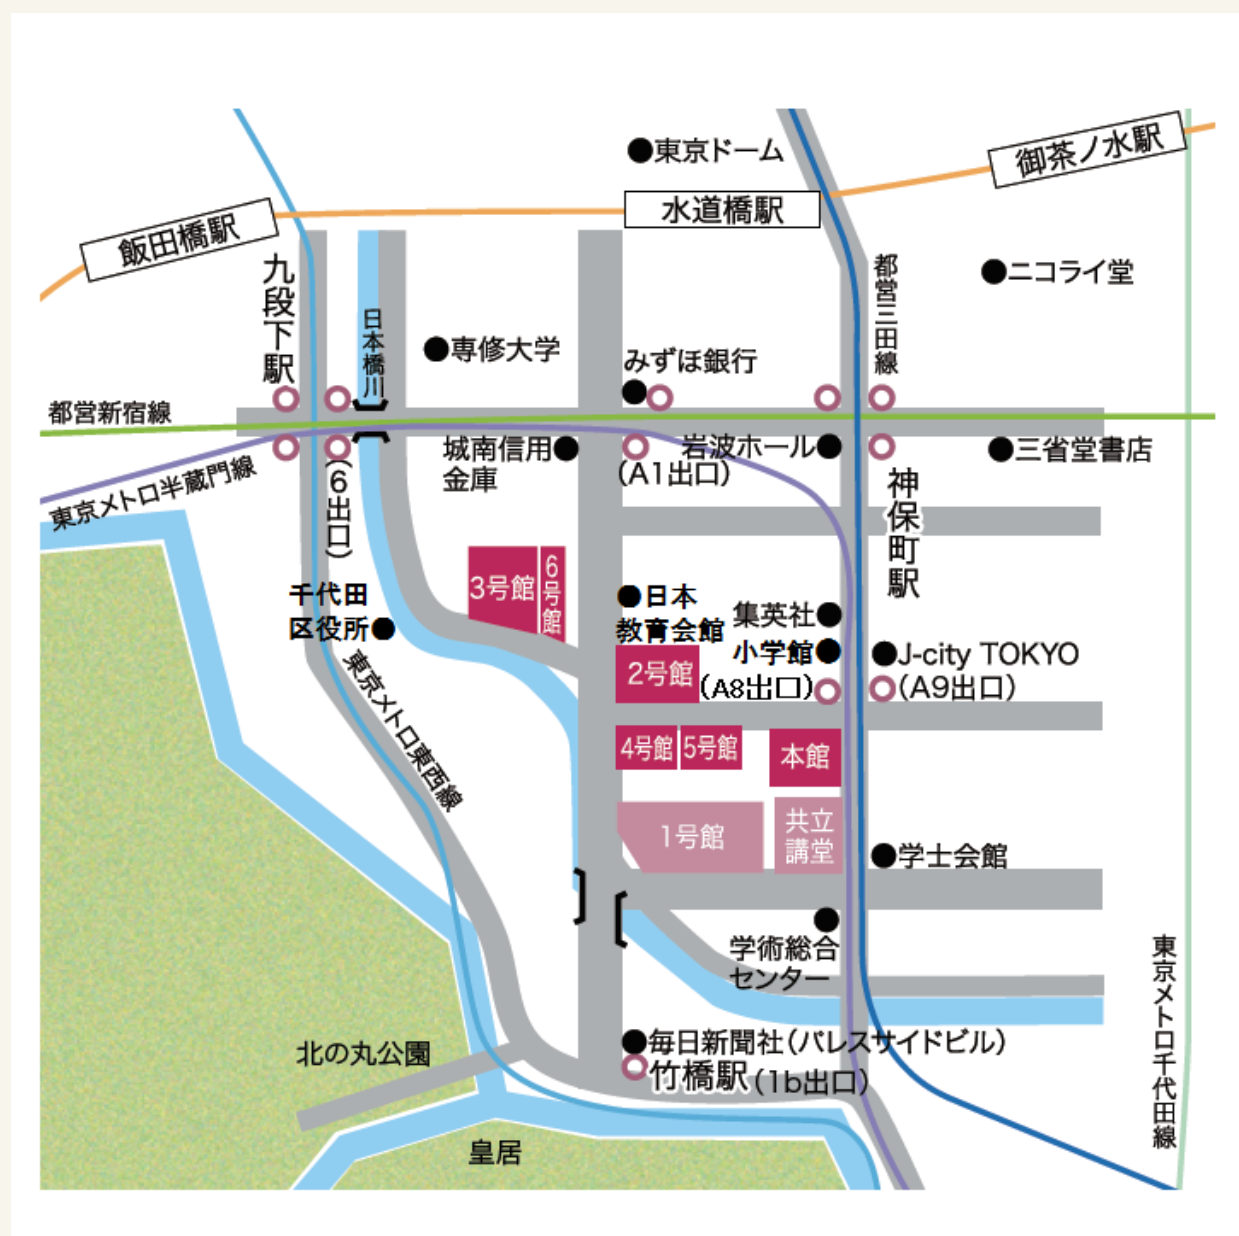 東京ドーム
御茶ノ水駅
水道橋駅
飯田橋駅
九段下駅
日本橋川
都営三田線
ニコライ堂
専修大学
みずほ銀行
都営新宿線
城南信用
金庫
岩波ホール
(A1出口)
三省堂書店
東京メトロ半蔵門線
(6出口)
神保町駅
3号館
6号館
千代田
区役所
日本
教育会館
集英社
小学館
(A8出口)
J-city TOKYO
(A9出口)
2号館
東京メトロ東西線
4号館
5号館
本館
1号館
共立
講堂
学士会館
学術総合
センター
東京メトロ千代田線
北の丸公園
毎日新聞社(パレスサイドビル)
竹橋駅(1b出口)
皇居